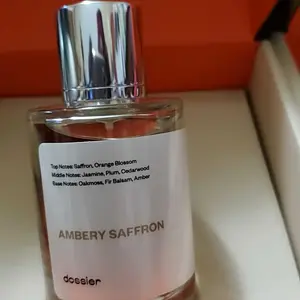 Top Notes: Saffron, Orange Blossom
Middle Notes: Jasmine, Plum, Cedarwood
Base Notes: Oakmoss, Fir Balsam, Amber
AMBERY SAFFRON
dossier